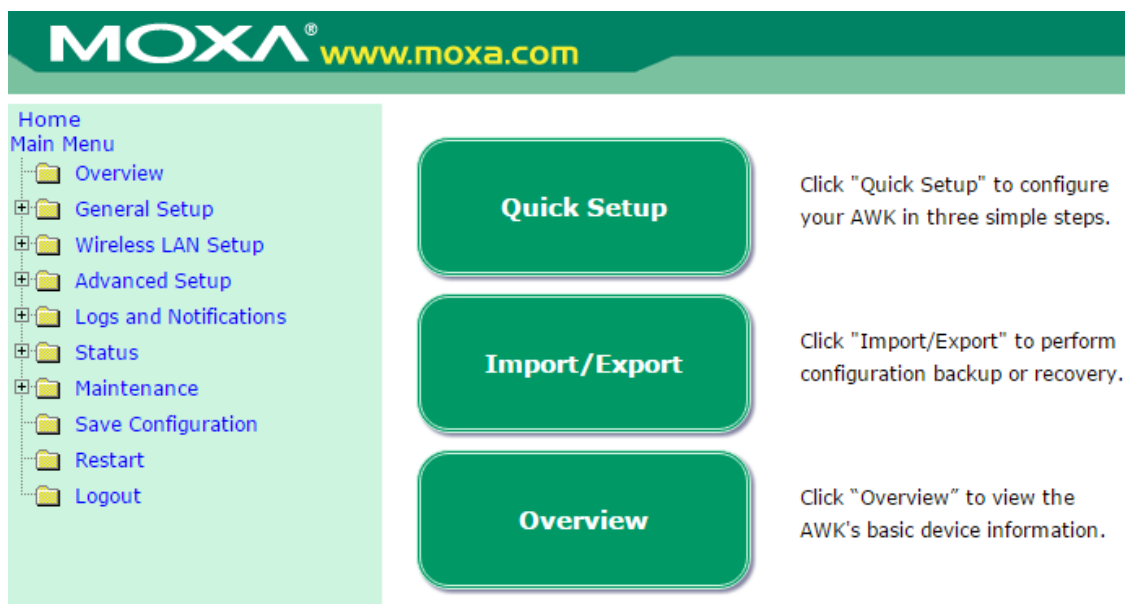 MOXA® www.moxa.com
Home
Main Menu
Overview
General Setup
Wireless LAN Setup
Advanced Setup
Logs and Notifications
Status
Maintenance
Save Configuration
Restart
Logout
Quick Setup
Click "Quick Setup" to configure
your AWK in three simple steps.
Import/Export
Click "Import/Export" to perform
configuration backup or recovery.
Overview
Click “Overview” to view the
AWK's basic device information.